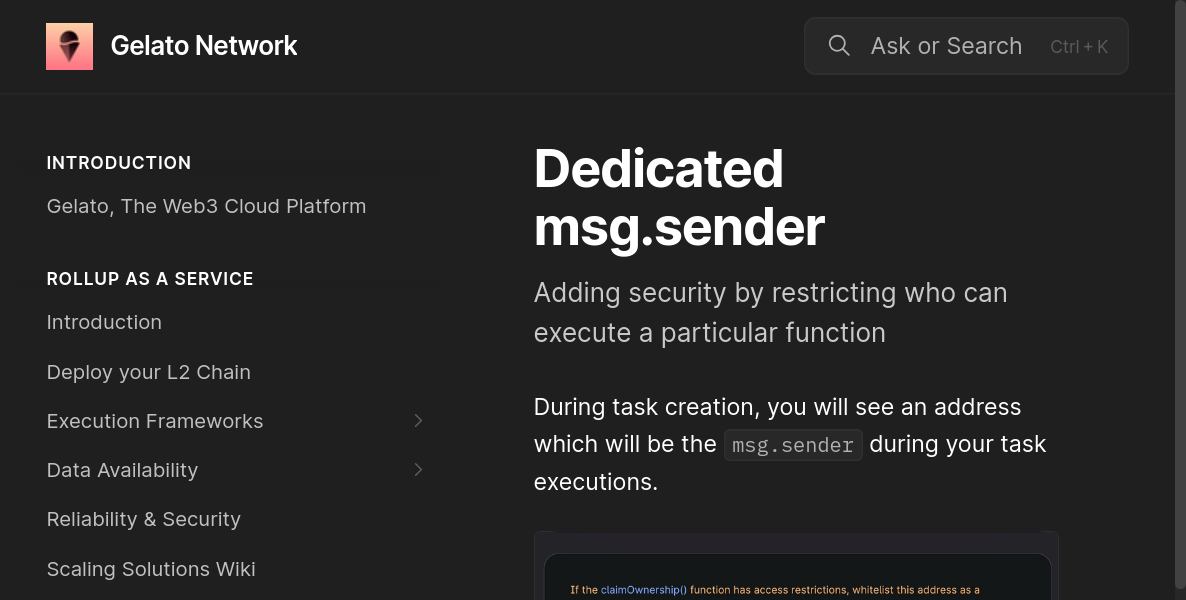 Gelato Network
Ask or Search Ctrl + K
INTRODUCTION
Gelato, The Web3 Cloud Platform
ROLLUP AS A SERVICE
Introduction
Deploy your L2 Chain
Execution Frameworks
Data Availability
Reliability & Security
Scaling Solutions Wiki
Dedicated
msg.sender
Adding security by restricting who can
execute a particular function
During task creation, you will see an address
which will be the msg.sender during your task
executions.
If the claimOwnership() function has access restrictions, whitelist this address as a